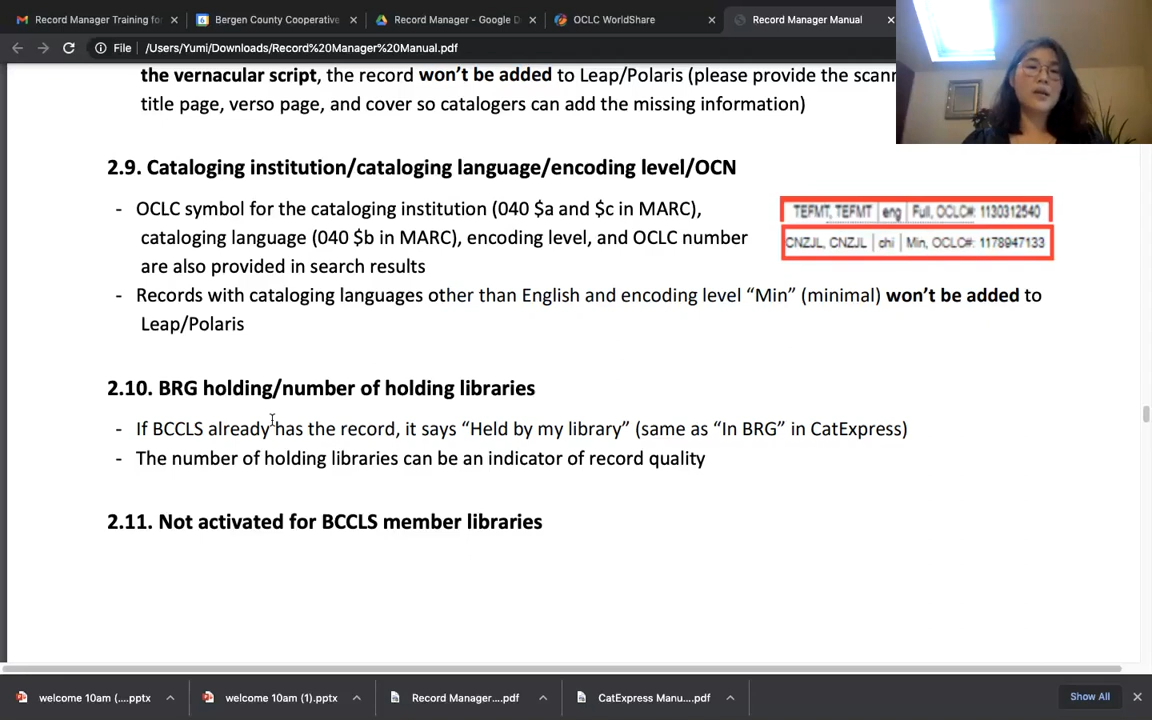 Record Manager Training fo
Bergen County Cooperative
Record Manager - Google D
OCLC WorldShare
Record Manager Manual
File /Users/Yumi/Downloads/Record%20Manager%20Manual.pdf
the vernacular script, the record won't be added to Leap/Polaris (please provide the scann
title page, verso page, and cover so catalogers can add the missing information)
2.9. Cataloging institution/cataloging language/encoding level/OCN
- OCLC symbol for the cataloging institution (040 $a and $c in MARC),
cataloging language (040 $b in MARC), encoding level, and OCLC number
are also provided in search results
TEFMT, TEFMT | eng | Full, OCLC#: 1130312540
CNZJL, CNZJL | chi | Min, OCLC#: 1178947133
- Records with cataloging languages other than English and encoding level “Min” (minimal) won't be added to
Leap/Polaris
2.10. BRG holding/number of holding libraries
- If BCCLS already has the record, it says “Held by my library” (same as “In BRG” in CatExpress)
- The number of holding libraries can be an indicator of record quality
2.11. Not activated for BCCLS member libraries
welcome 10am (....pptx
welcome 10am (1).pptx
Record Manager....pdf
CatExpress Manu....pdf
Show All